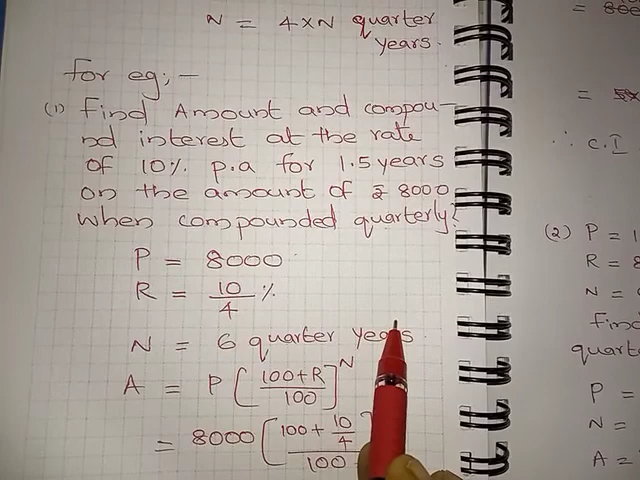 N = 4×N quarter
years.
for eg; –
(1) Find Amount and compou-
nd interest at the rate
of 10% p.a for 1.5 years
on the amount of ₹ 8000
when compounded quarterly?
P = 8000
R = 10/4 %
N = 6 quarter years.
A = P [ (100+R)/100 ]^N
= 8000 [ (100 + 10/4)/100 ]
=
=
∴ C.I
(2) P = 1
R = 8
N =
Find
quar
P =
N =
A =